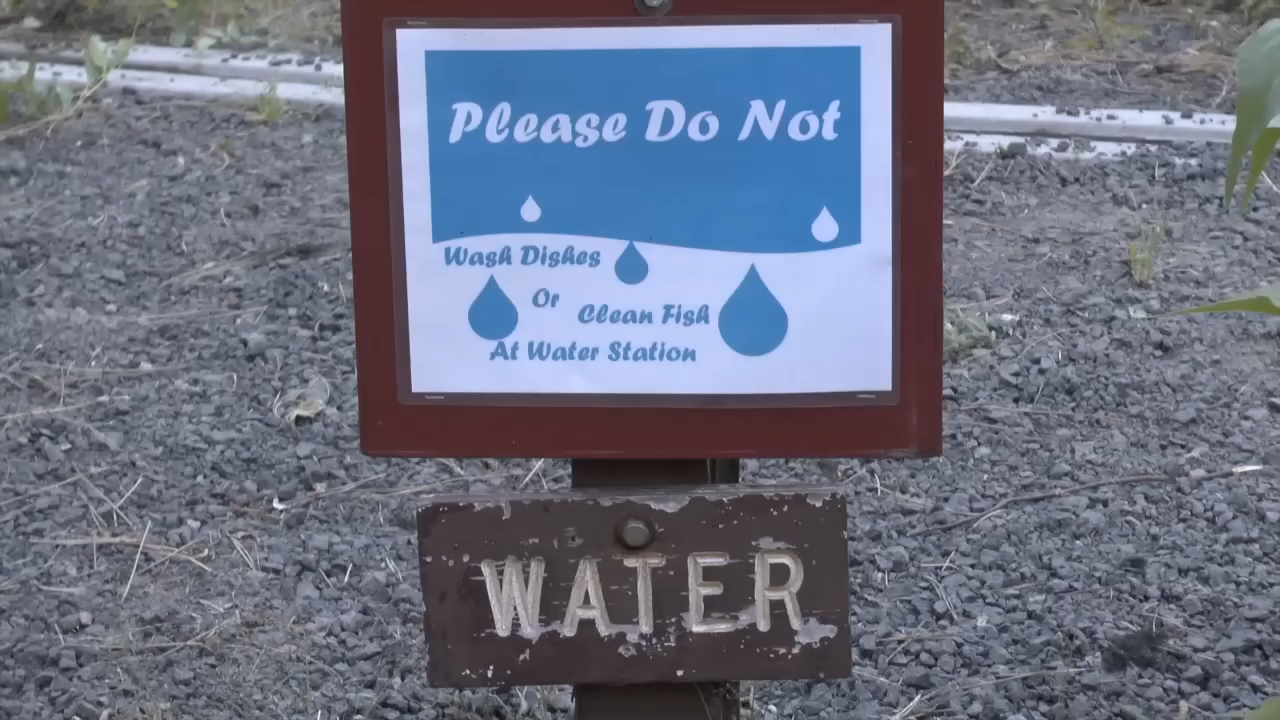 Please Do Not
Wash Dishes
Or
Clean Fish
At Water Station
WATER